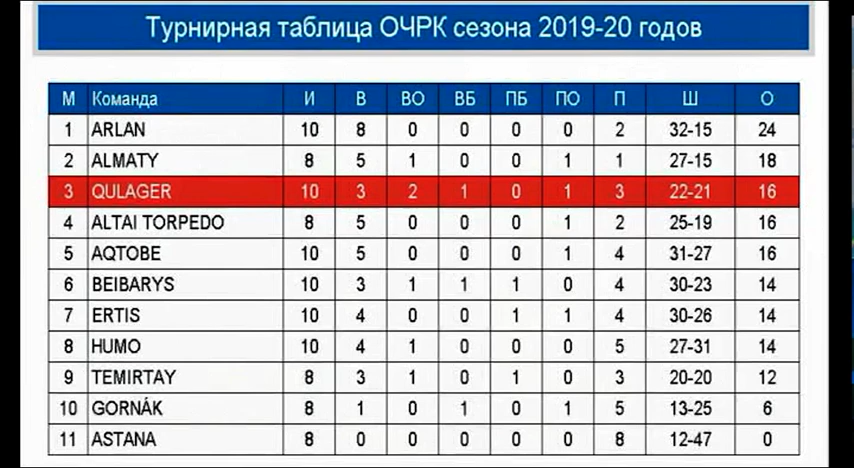 Турнирная таблица ОЧРК сезона 2019-20 годов
М Команда И В ВО ВБ ПБ ПО П Ш О
1 ARLAN 10 8 0 0 0 0 2 32-15 24
2 ALMATY 8 5 1 0 0 1 1 27-15 18
3 QULAGER 10 3 2 1 0 1 3 22-21 16
4 ALTAI TORPEDO 8 5 0 0 0 1 2 25-19 16
5 AQTOBE 10 5 0 0 0 1 4 31-27 16
6 BEIBARYS 10 3 1 1 1 0 4 30-23 14
7 ERTIS 10 4 0 0 1 1 4 30-26 14
8 HUMO 10 4 1 0 0 0 5 27-31 14
9 TEMIRTAY 8 3 1 0 1 0 3 20-20 12
10 GORNÁK 8 1 0 1 0 1 5 13-25 6
11 ASTANA 8 0 0 0 0 0 8 12-47 0